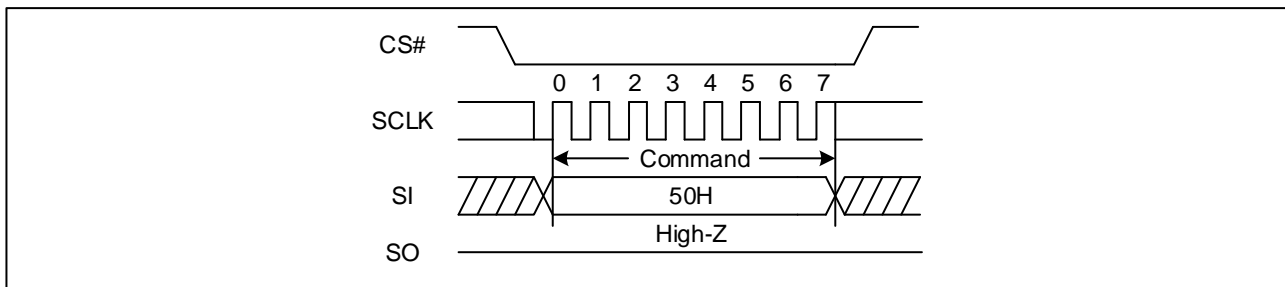 CS#
0 1 2 3 4 5 6 7
SCLK
Command
SI 50H
High-Z
SO